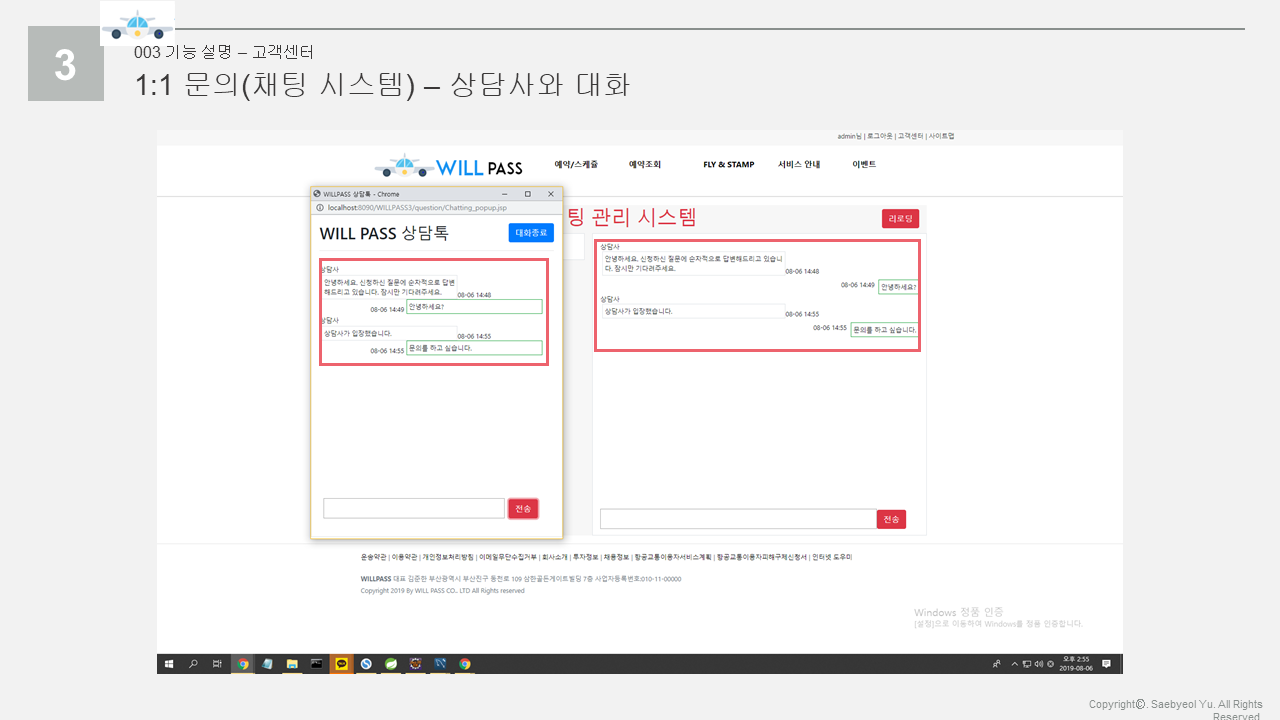 3
003 기능 설명 – 고객센터
1:1 문의(채팅 시스템) – 상담사와 대화
admin님 | 로그아웃 | 고객센터 | 사이트맵
WILL PASS
예약/스케쥴 예약조회 FLY & STAMP 서비스 안내 이벤트
WILLPASS 상담톡 - Chrome
localhost:8090/WILLPASS3/question/Chatting_popup.jsp
WILL PASS 상담톡
대화종료
상담사
안녕하세요. 신청하신 질문에 순차적으로 답변
해드리고 있습니다. 잠시만 기다려주세요.
08-06 14:48
08-06 14:49 안녕하세요?
상담사
상담사가 입장했습니다.
08-06 14:55
08-06 14:55 문의를 하고 싶습니다.
전송
팅 관리 시스템
리로딩
상담사
안녕하세요. 신청하신 질문에 순차적으로 답변해드리고 있습니
다. 잠시만 기다려주세요.
08-06 14:48
08-06 14:49 안녕하세요?
상담사
상담사가 입장했습니다.
08-06 14:55
08-06 14:55 문의를 하고 싶습니다.
전송
운송약관 | 이용약관 | 개인정보처리방침 | 이메일무단수집거부 | 회사소개 | 투자정보 | 채용정보 | 항공교통이용자서비스계획 | 항공교통이용자피해구제신청서 | 인터넷 도우미
WILLPASS 대표 김준한 부산광역시 부산진구 동천로 109 삼한골든게이트빌딩 7층 사업자등록번호:010-11-00000
Copyright 2019 By WILL PASS CO., LTD All Rights reserved
Windows 정품 인증
[설정]으로 이동하여 Windows를 정품 인증합니다.
오후 2:55
2019-08-06
Copyright©. Saebyeol Yu. All Rights
Reserved.